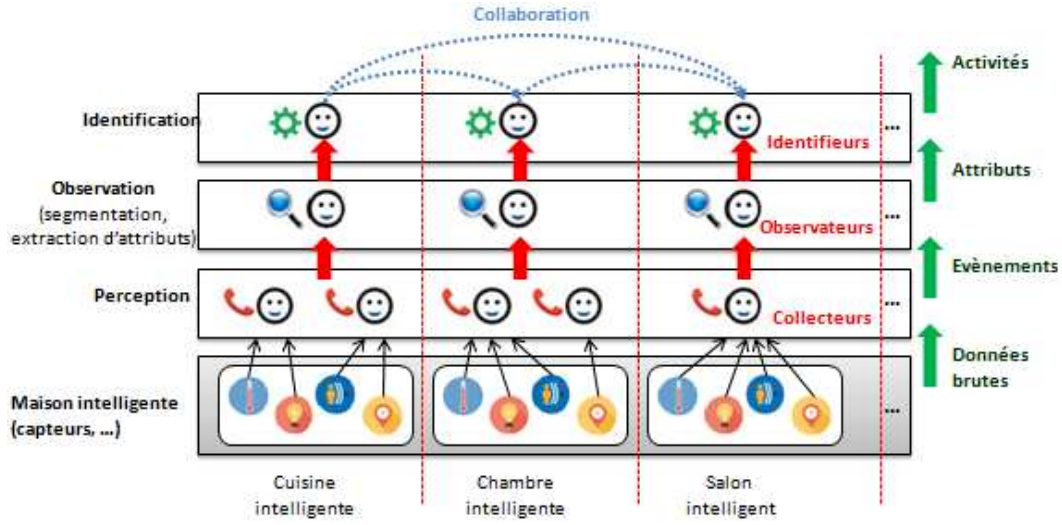 Collaboration
Activités
Identification
Identifieurs
...
Attributs
Observation
(segmentation,
extraction d'attributs)
Observateurs
...
Evènements
Perception
Collecteurs
...
Données
brutes
Maison intelligente
(capteurs, ...)
...
Cuisine
intelligente
Chambre
intelligente
Salon
intelligent